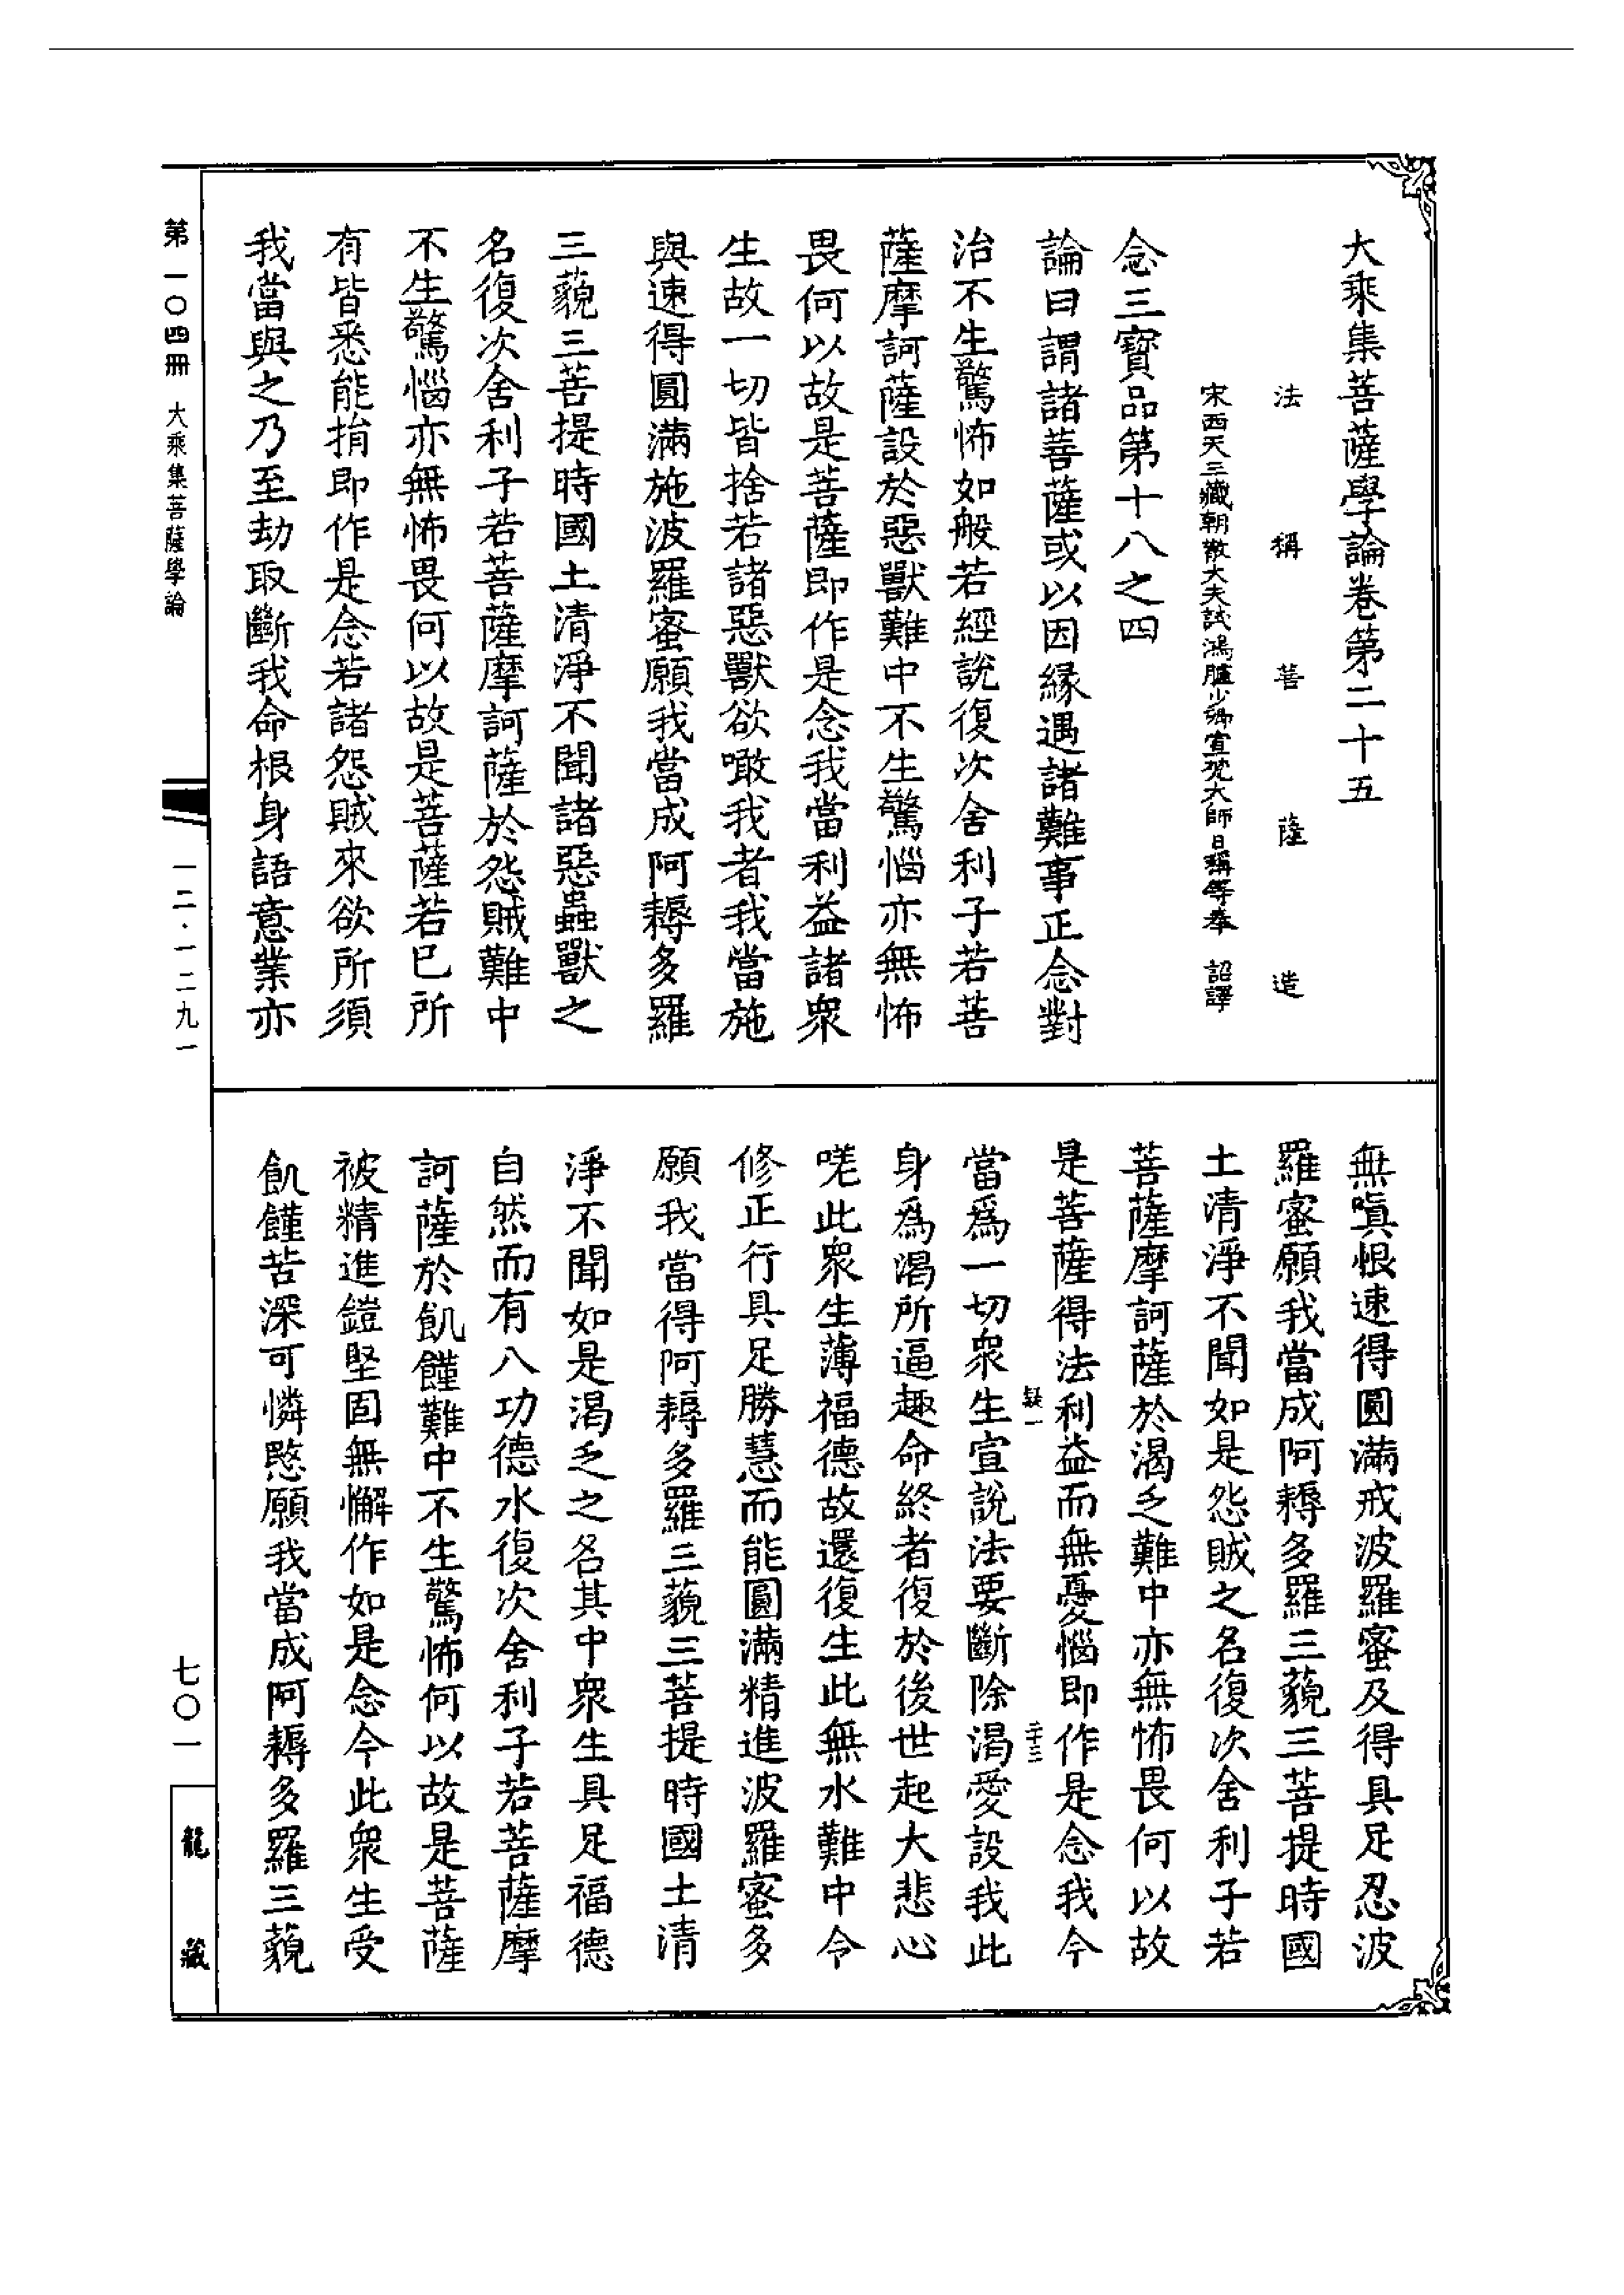 大乘集菩薩學論卷第二十五
法稱菩薩造
宋西天三藏朝散大夫試鴻臚少卿宣梵大師日稱等奉 詔譯
念三寶品第十八之四
論曰謂諸菩薩或以因緣遇諸難事正念對
治不生驚怖如般若經說復次舍利子若菩
薩摩訶薩設於惡獸難中不生驚惱亦無怖
畏何以故是菩薩即作是念我當利益諸衆
生故一切皆捨若諸惡獸欲噉我者我當施
與速得圓滿施波羅蜜願我當成阿耨多羅
三藐三菩提時國土清淨不聞諸惡蟲獸之
名復次舍利子若菩薩摩訶薩於怨賊難中
不生驚惱亦無怖畏何以故是菩薩若已所
有皆悉能捐即作是念若諸怨賊來欲所須
我當與之乃至劫取斷我命根身語意業亦
無嗔恨速得圓滿戒波羅蜜及得具足忍波
羅蜜願我當成阿耨多羅三藐三菩提時國
土清淨不聞如是怨賊之名復次舍利子若
菩薩摩訶薩於渴乏難中亦無怖畏何以故
是菩薩得法利益而無憂惱即作是念我今
疑一 二十三
當爲一切衆生宣說法要斷除渴愛設我此
身爲渴所逼趣命終者復於後世起大悲心
嗟此衆生薄福德故還復生此無水難中令
修正行具足勝慧而能圓滿精進波羅蜜多
願我當得阿耨多羅三藐三菩提時國土清
淨不聞如是渴乏之名其中衆生具足福德
自然而有八功德水復次舍利子若菩薩摩
訶薩於飢饉難中不生驚怖何以故是菩薩
被精進鎧堅固無懈作如是念今此衆生受
飢饉苦深可憐愍願我當成阿耨多羅三藐
第一〇四冊 大乘集菩薩學論
一二·一二九一
七〇一
龍藏